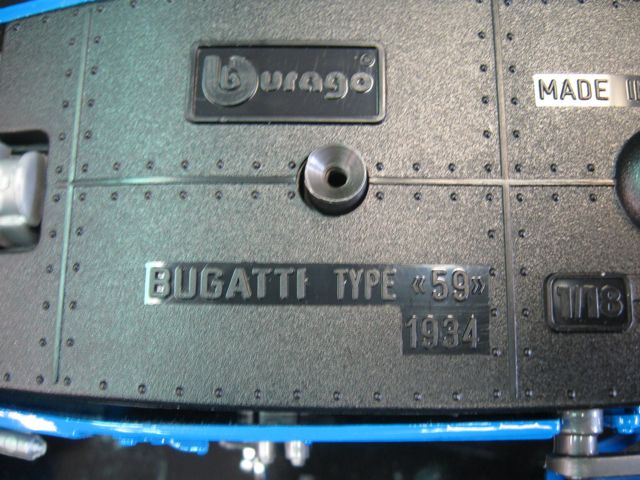 burago©
MADE I
BUGATTI TYPE «59»
1934
1/18